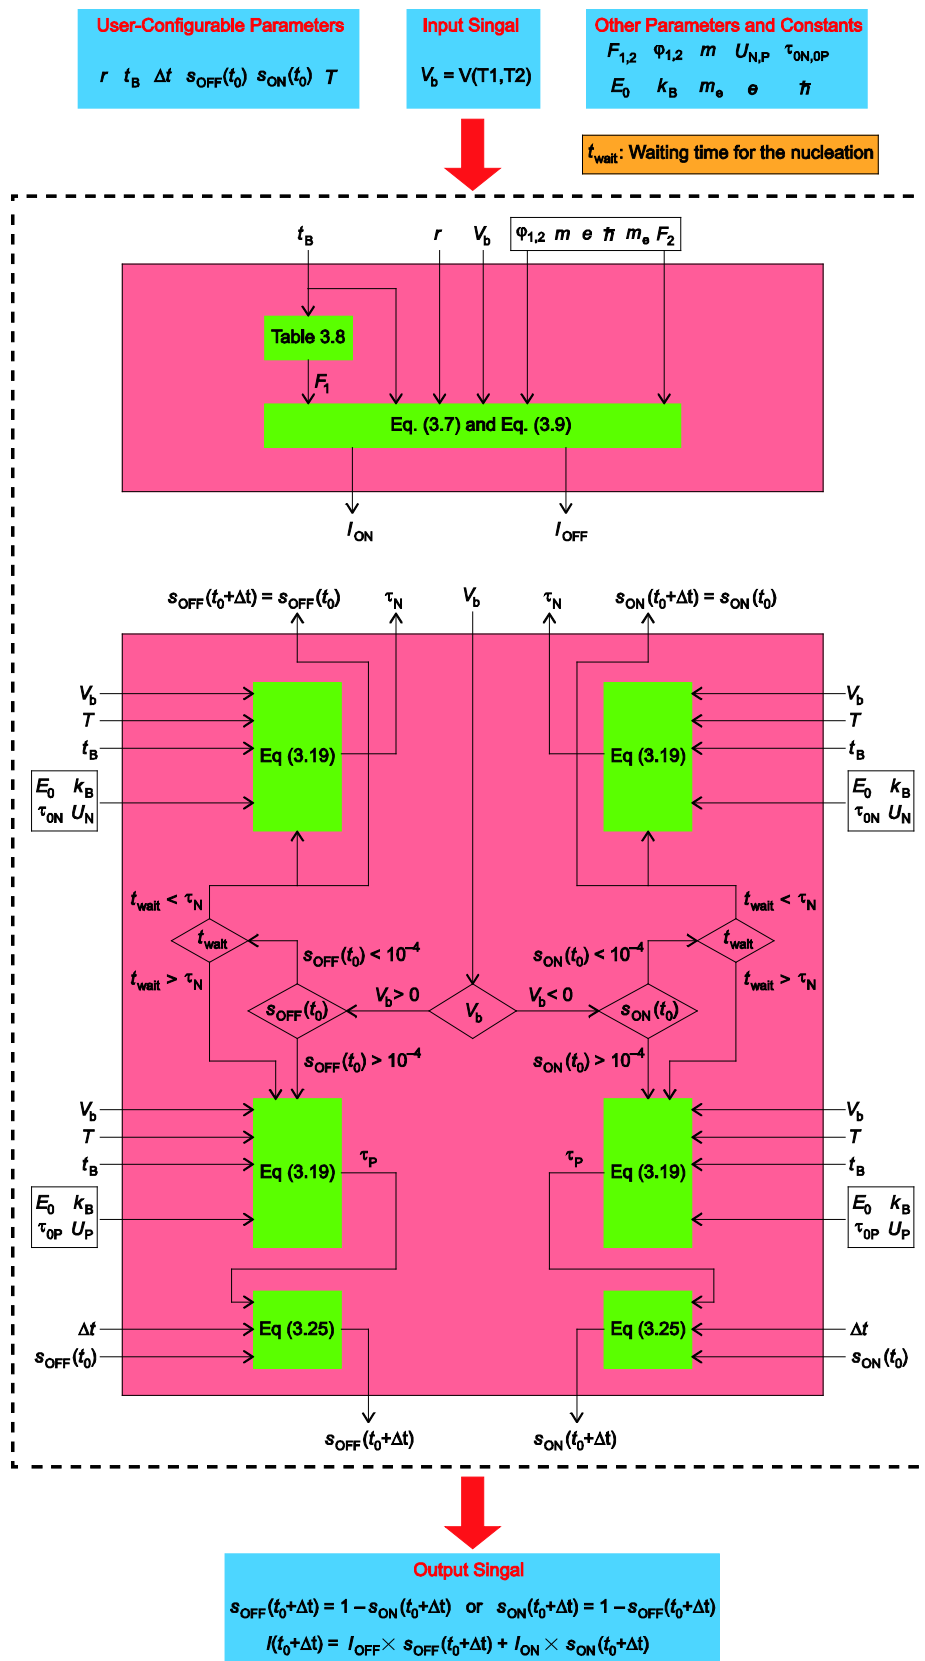 User-Configurable Parameters
r t_B Δt s_OFF(t_0) s_ON(t_0) T
Input Singal
V_b = V(T1,T2)
Other Parameters and Constants
F_1,2 φ_1,2 m U_N,P τ_0N,0P
E_0 k_B m_e e ℏ
t_wait: Waiting time for the nucleation
t_B r V_b φ_1,2 m e ℏ m_e F_2
Table 3.8
F_1
Eq. (3.7) and Eq. (3.9)
I_ON I_OFF
s_OFF(t_0+Δt) = s_OFF(t_0) τ_N V_b τ_N s_ON(t_0+Δt) = s_ON(t_0)
V_b V_b
T T
t_B Eq (3.19) Eq (3.19) t_B
E_0 k_B E_0 k_B
τ_0N U_N τ_0N U_N
t_wait < τ_N t_wait < τ_N
t_wait t_wait
s_OFF(t_0) < 10^–4 s_ON(t_0) < 10^–4
t_wait > τ_N t_wait > τ_N
V_b > 0 V_b < 0
s_OFF(t_0) V_b s_ON(t_0)
s_OFF(t_0) > 10^–4 s_ON(t_0) > 10^–4
V_b V_b
T T
τ_P τ_P
t_B Eq (3.19) Eq (3.19) t_B
E_0 k_B E_0 k_B
τ_0P U_P τ_0P U_P
Δt Eq (3.25) Eq (3.25) Δt
s_OFF(t_0) s_ON(t_0)
s_OFF(t_0+Δt) s_ON(t_0+Δt)
Output Singal
s_OFF(t_0+Δt) = 1 – s_ON(t_0+Δt) or s_ON(t_0+Δt) = 1 – s_OFF(t_0+Δt)
I(t_0+Δt) = I_OFF × s_OFF(t_0+Δt) + I_ON × s_ON(t_0+Δt)